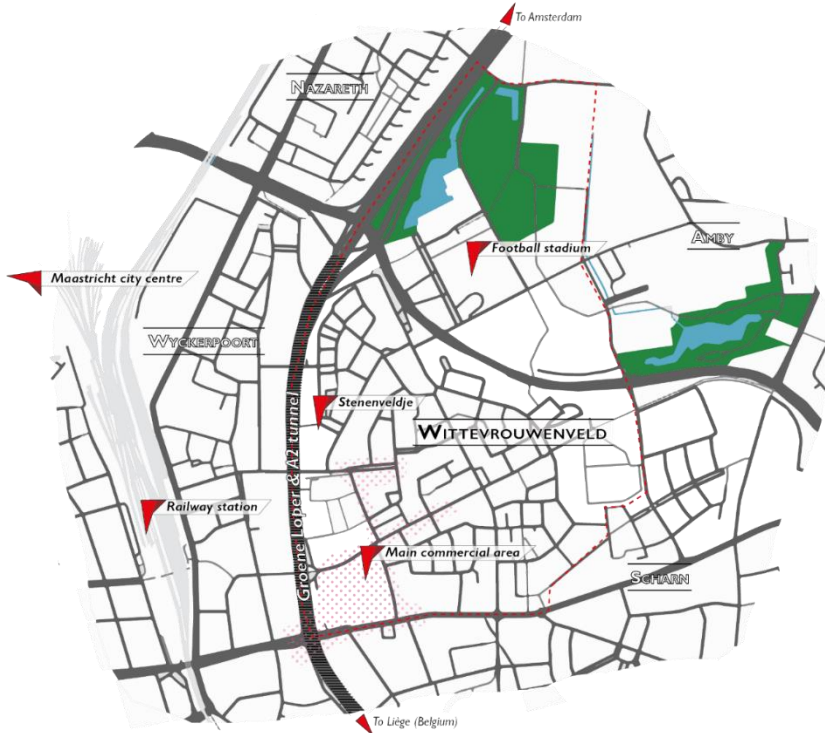 To Amsterdam
NAZARETH
Football stadium
AMBY
Maastricht city centre
WYCKERPOORT
Stenenveldje
WITTEVROUWENVELD
Groene Loper & A2 tunnel
Railway station
Main commercial area
SCHARN
To Liége (Belgium)